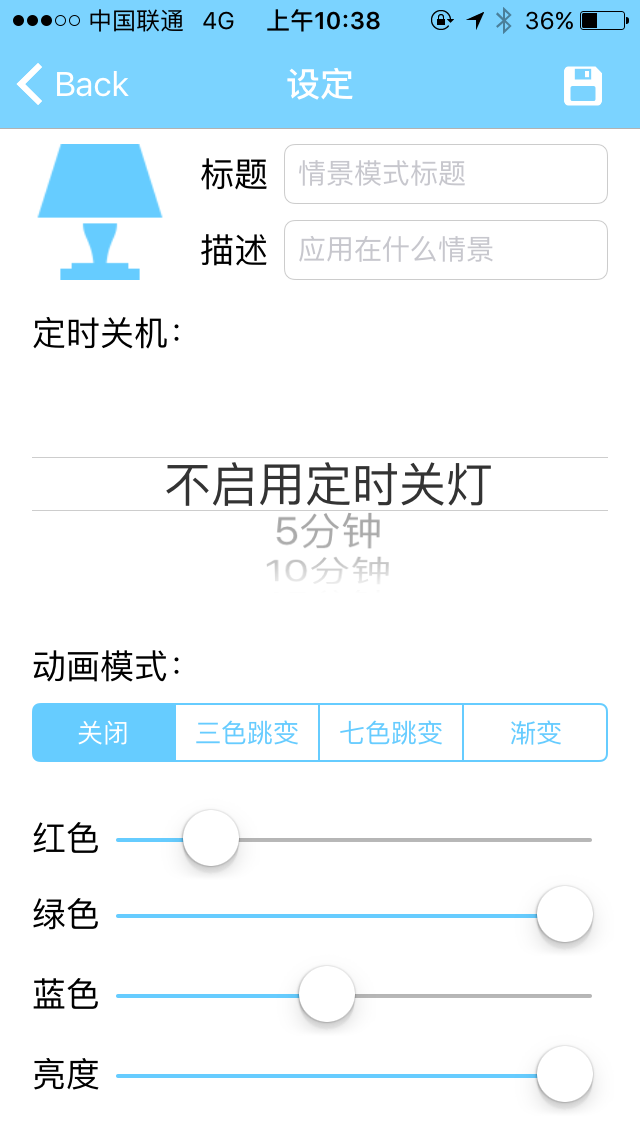 中国联通 4G 上午10:38 36%
Back 设定
标题 情景模式标题
描述 应用在什么情景
定时关机：
不启用定时关灯
5分钟
10分钟
动画模式：
关闭 三色跳变 七色跳变 渐变
红色
绿色
蓝色
亮度